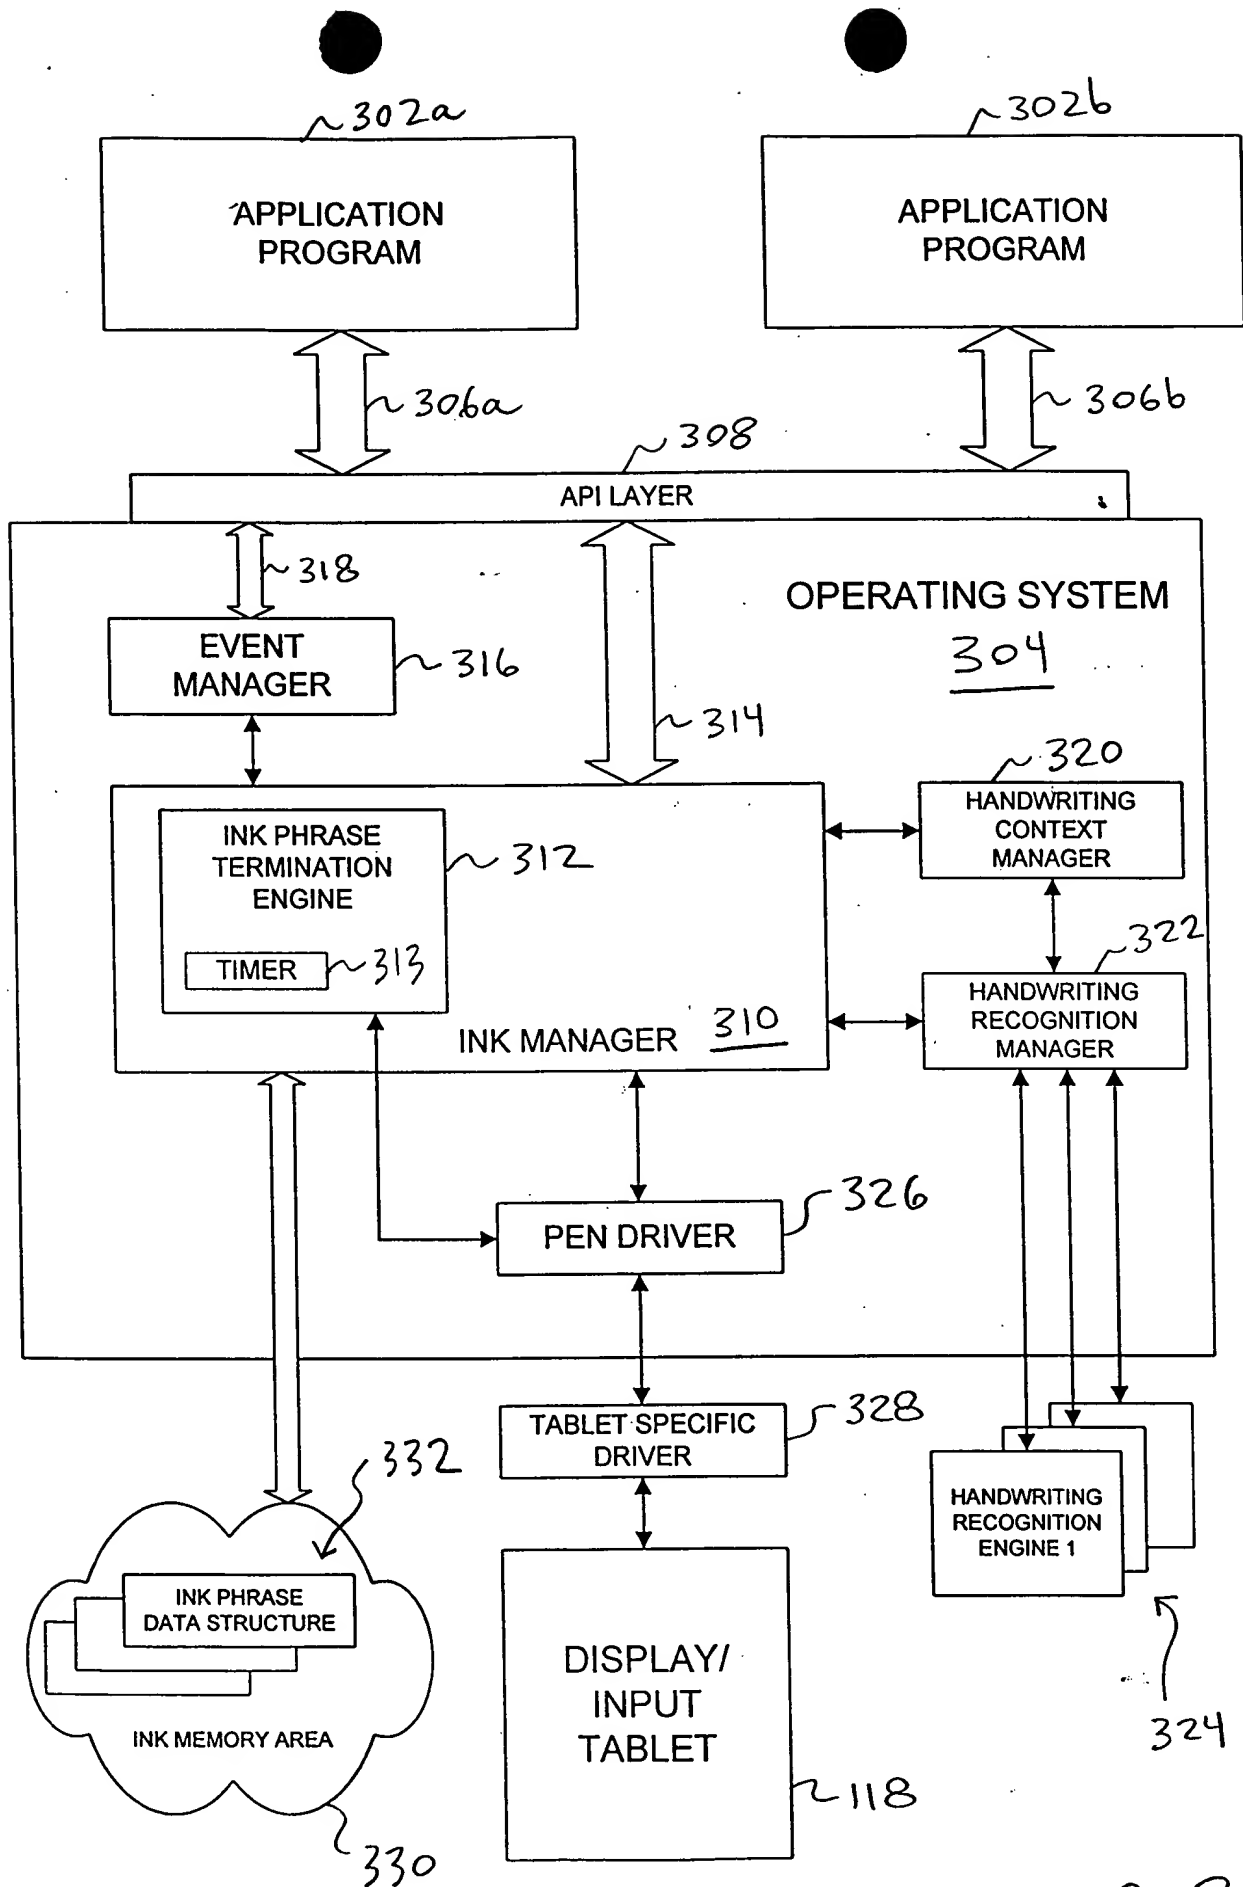 302a
302b
APPLICATION
PROGRAM
APPLICATION
PROGRAM
306a
306b
308
API LAYER
318
OPERATING SYSTEM
304
EVENT
MANAGER
316
314
320
HANDWRITING
CONTEXT
MANAGER
INK PHRASE
TERMINATION
ENGINE
312
TIMER
313
322
HANDWRITING
RECOGNITION
MANAGER
INK MANAGER 310
326
PEN DRIVER
TABLET SPECIFIC
DRIVER
328
332
HANDWRITING
RECOGNITION
ENGINE 1
324
INK PHRASE
DATA STRUCTURE
INK MEMORY AREA
330
DISPLAY/
INPUT
TABLET
118